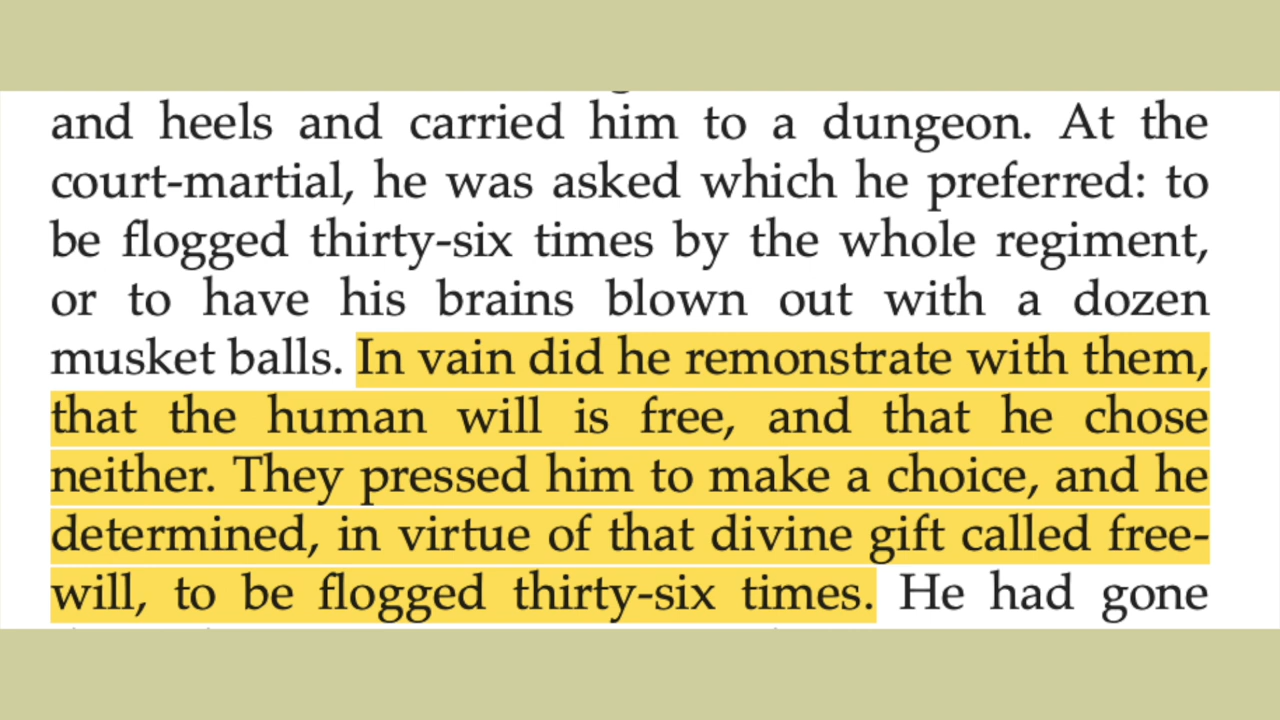 and heels and carried him to a dungeon. At the
court-martial, he was asked which he preferred: to
be flogged thirty-six times by the whole regiment,
or to have his brains blown out with a dozen
musket balls. In vain did he remonstrate with them,
that the human will is free, and that he chose
neither. They pressed him to make a choice, and he
determined, in virtue of that divine gift called free-
will, to be flogged thirty-six times. He had gone